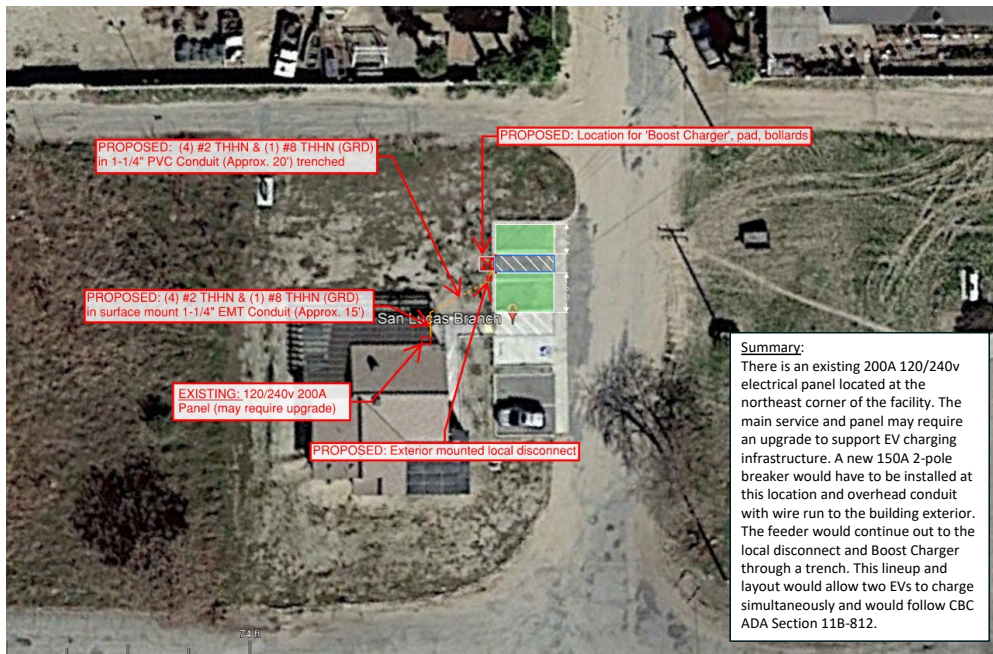 PROPOSED: Location for 'Boost Charger', pad, bollards
PROPOSED: (4) #2 THHN & (1) #8 THHN (GRD)
in 1-1/4" PVC Conduit (Approx. 20') trenched
PROPOSED: (4) #2 THHN & (1) #8 THHN (GRD)
in surface mount 1-1/4" EMT Conduit (Approx. 15')
San Lucas Branch
EXISTING: 120/240v 200A
Panel (may require upgrade)
PROPOSED: Exterior mounted local disconnect
Summary:
There is an existing 200A 120/240v
electrical panel located at the
northeast corner of the facility. The
main service and panel may require
an upgrade to support EV charging
infrastructure. A new 150A 2-pole
breaker would have to be installed at
this location and overhead conduit
with wire run to the building exterior.
The feeder would continue out to the
local disconnect and Boost Charger
through a trench. This lineup and
layout would allow two EVs to charge
simultaneously and would follow CBC
ADA Section 11B-812.
74 ft